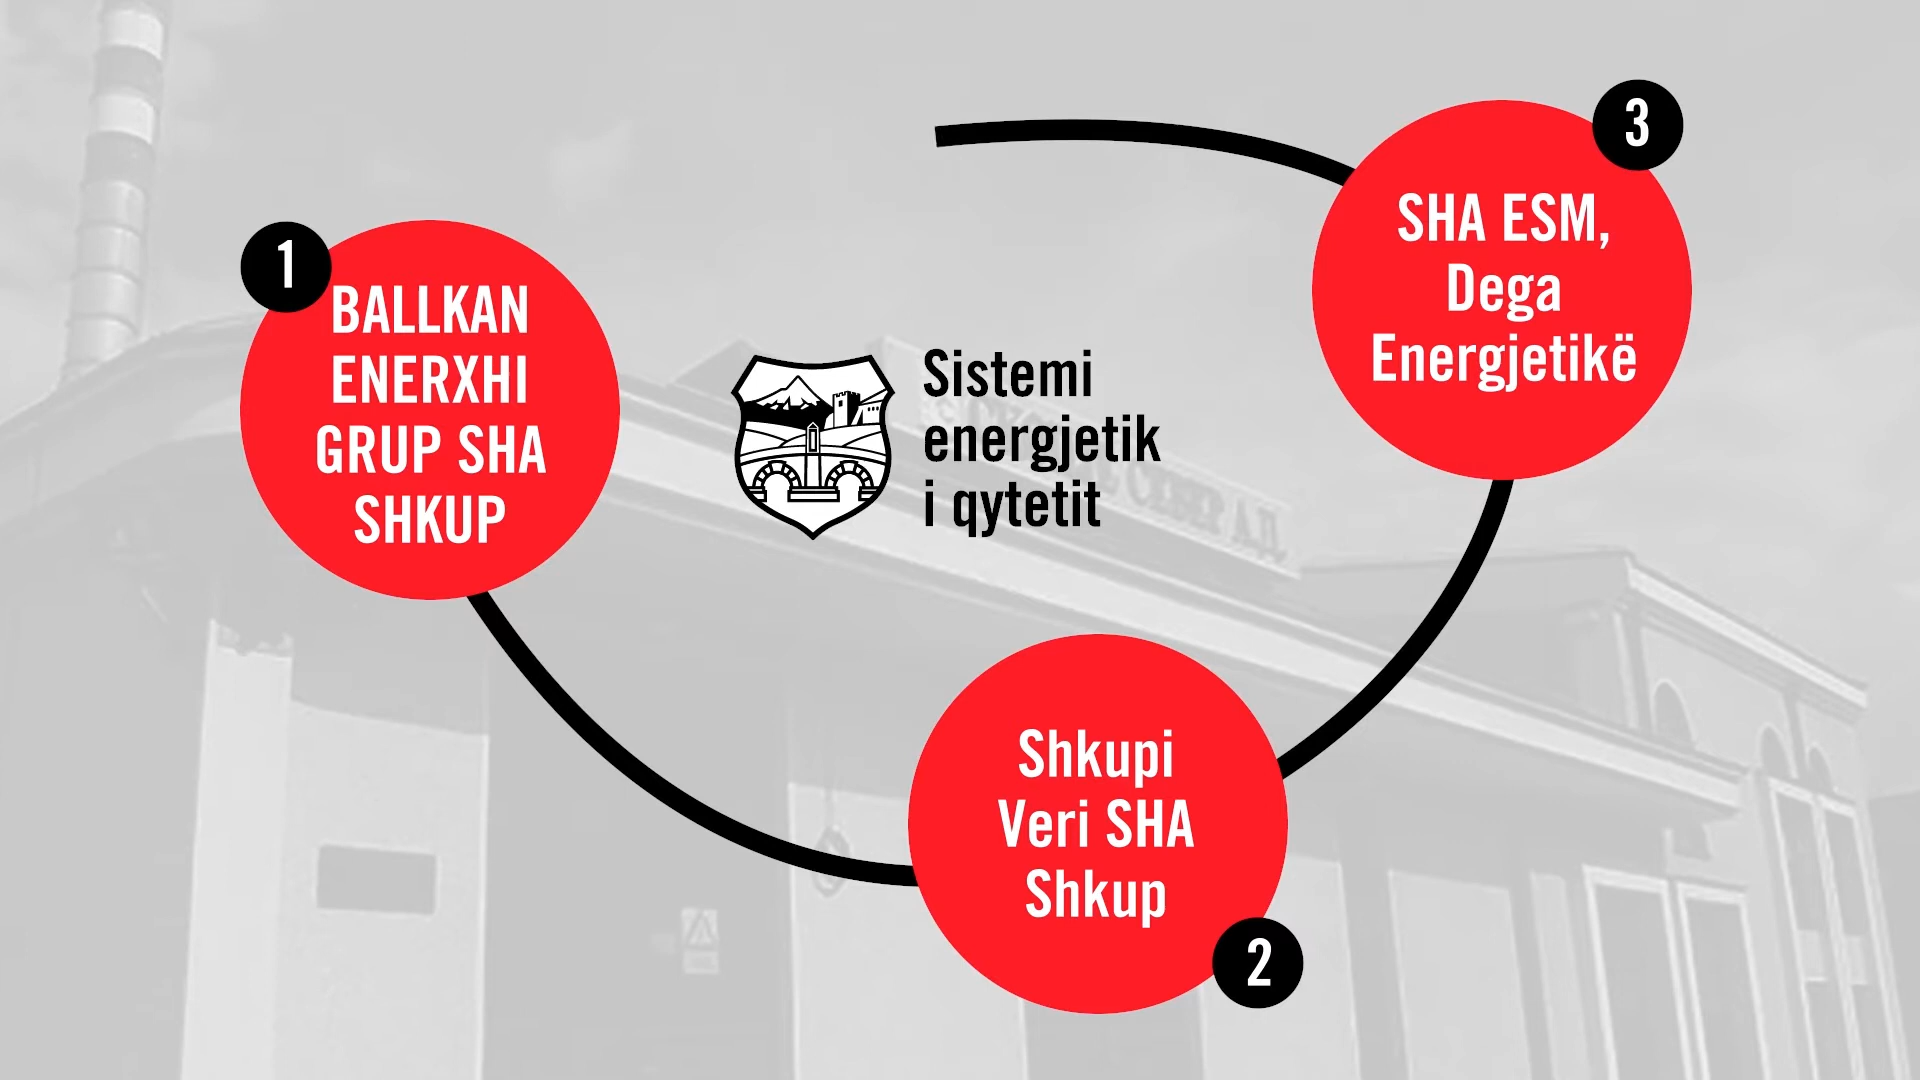 1
BALLKAN
ENERXHI
GRUP SHA
SHKUP
Sistemi
energjetik
i qytetit
3
SHA ESM,
Dega
Energjetikë
Shkupi
Veri SHA
Shkup
2